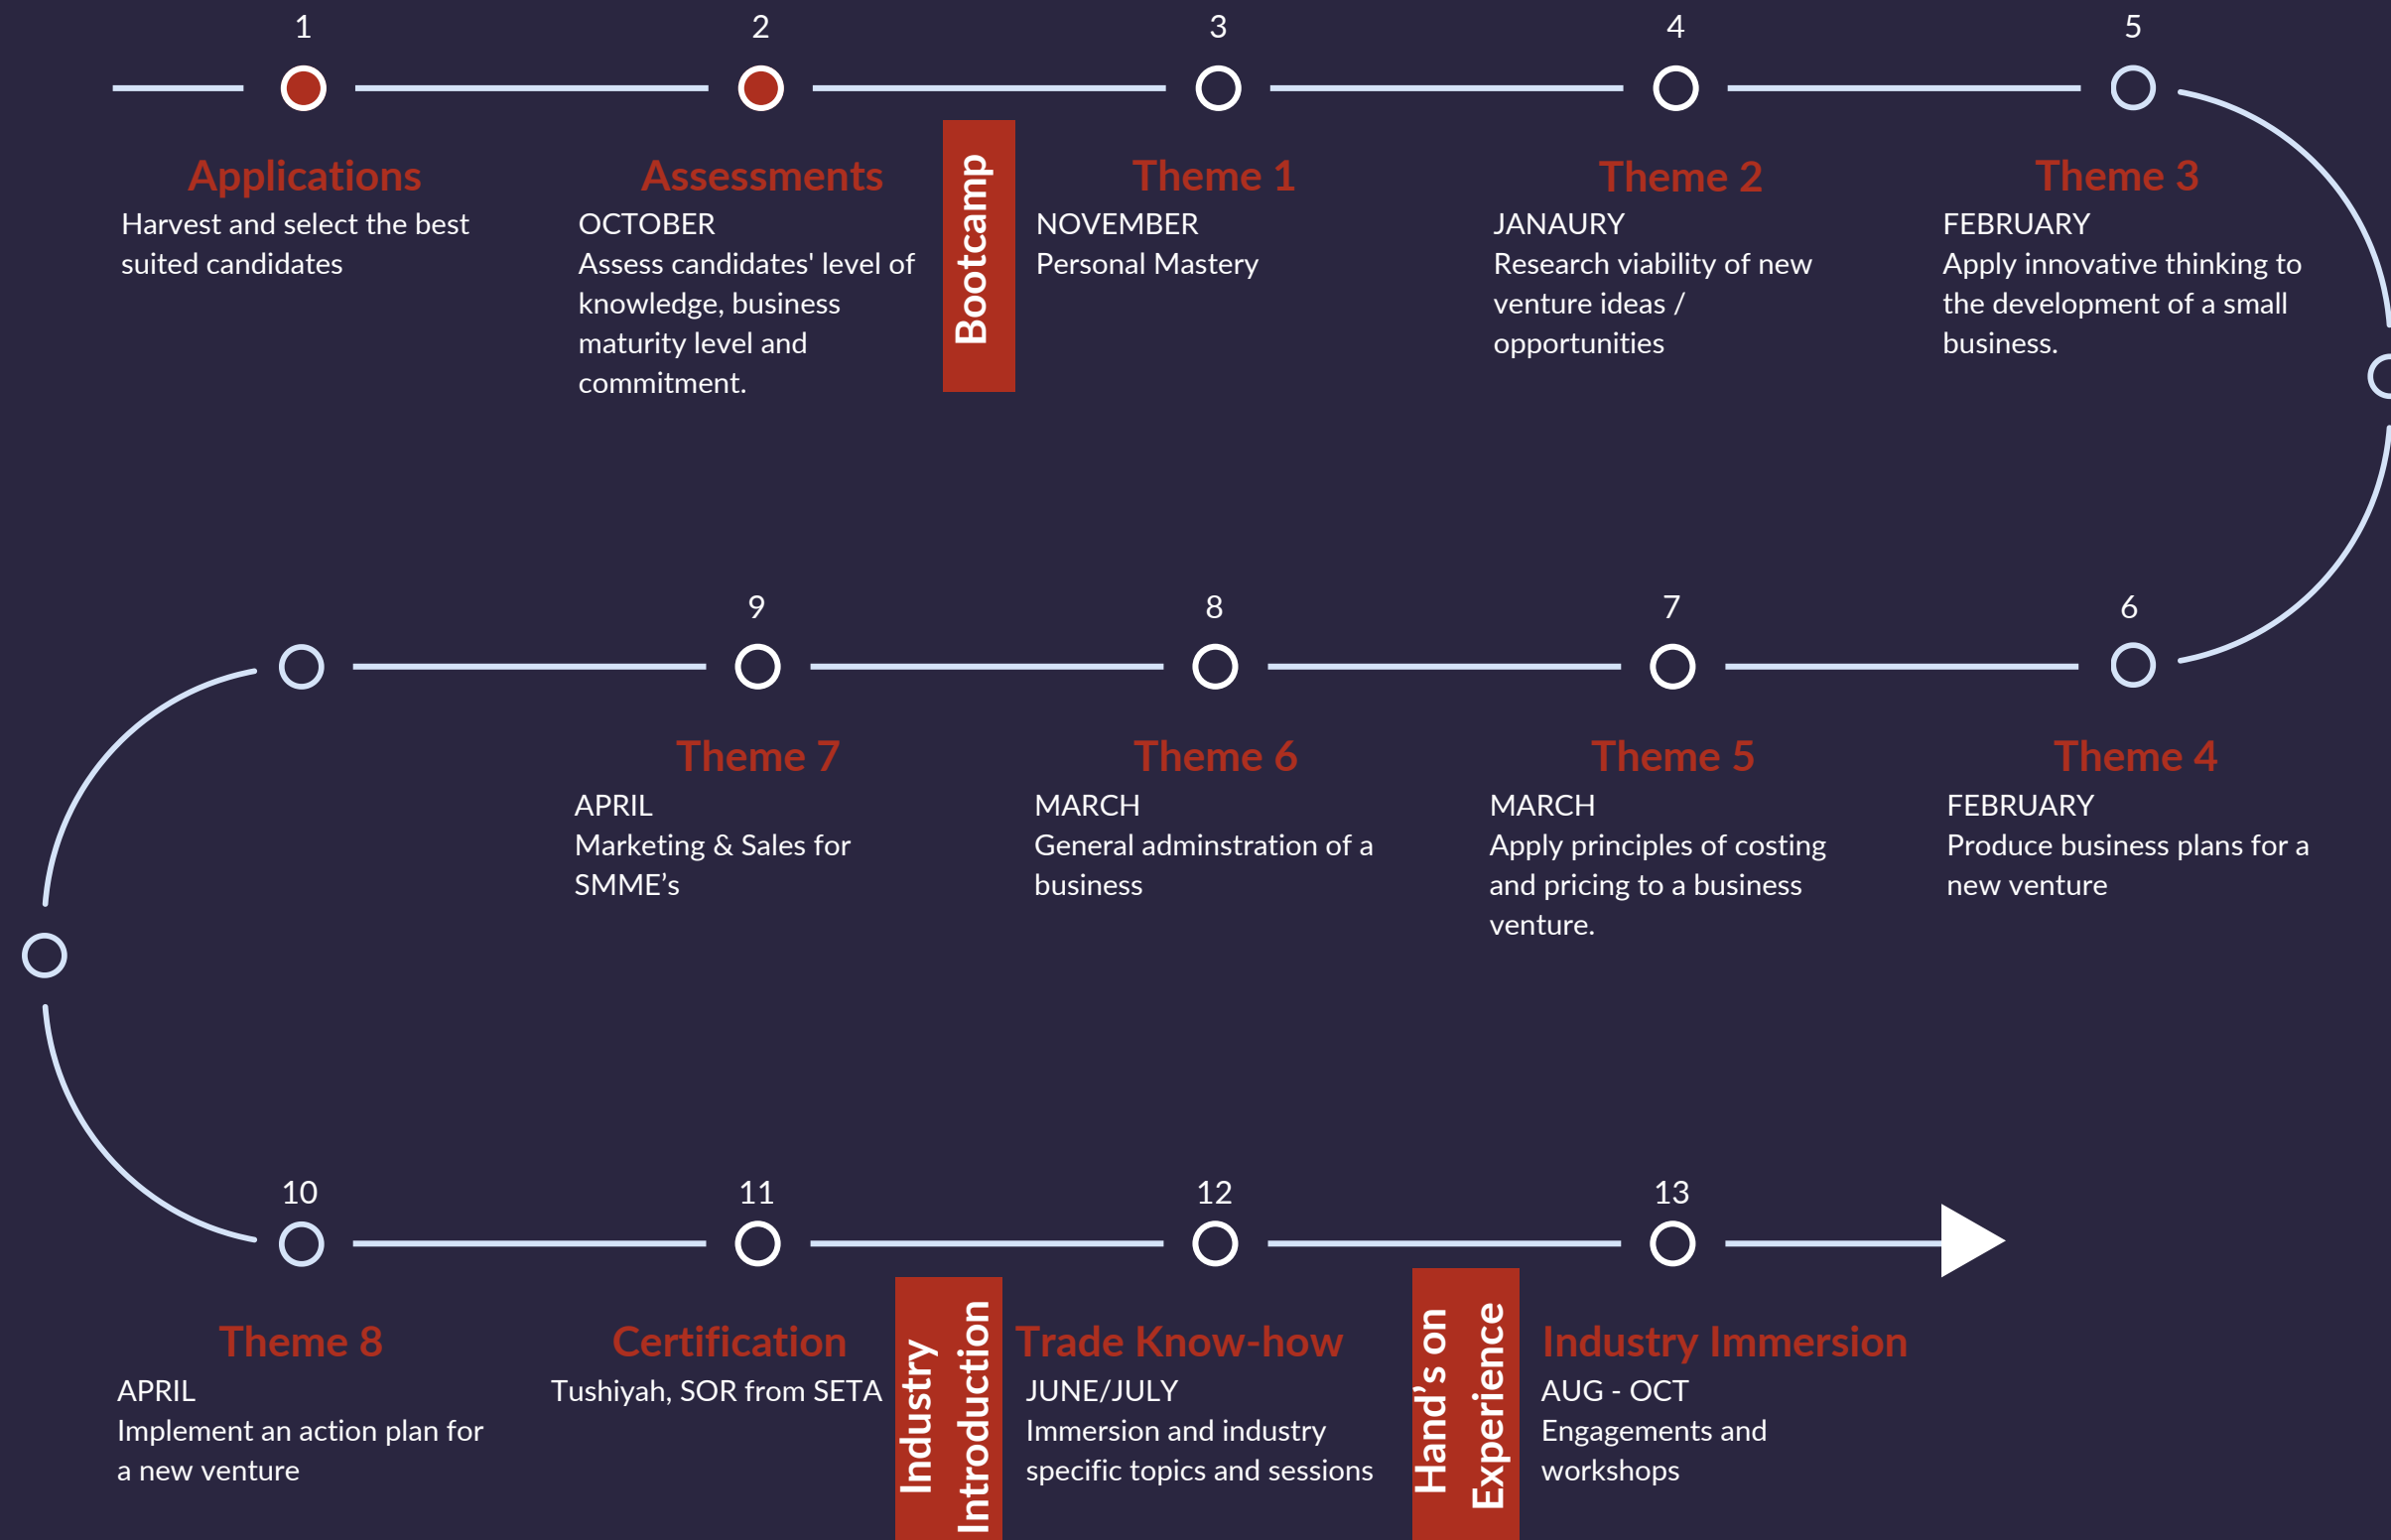 1
2
3
4
5
Applications
Harvest and select the best
suited candidates
Assessments
OCTOBER
Assess candidates' level of
knowledge, business
maturity level and
commitment.
Bootcamp
Theme 1
NOVEMBER
Personal Mastery
Theme 2
JANAURY
Research viability of new
venture ideas /
opportunities
Theme 3
FEBRUARY
Apply innovative thinking to
the development of a small
business.
6
7
8
9
Theme 4
FEBRUARY
Produce business plans for a
new venture
Theme 5
MARCH
Apply principles of costing
and pricing to a business
venture.
Theme 6
MARCH
General adminstration of a
business
Theme 7
APRIL
Marketing & Sales for
SMME’s
10
11
12
13
Theme 8
APRIL
Implement an action plan for
a new venture
Certification
Tushiyah, SOR from SETA
Industry
Introduction
Trade Know-how
JUNE/JULY
Immersion and industry
specific topics and sessions
Hand’s on
Experience
Industry Immersion
AUG - OCT
Engagements and
workshops